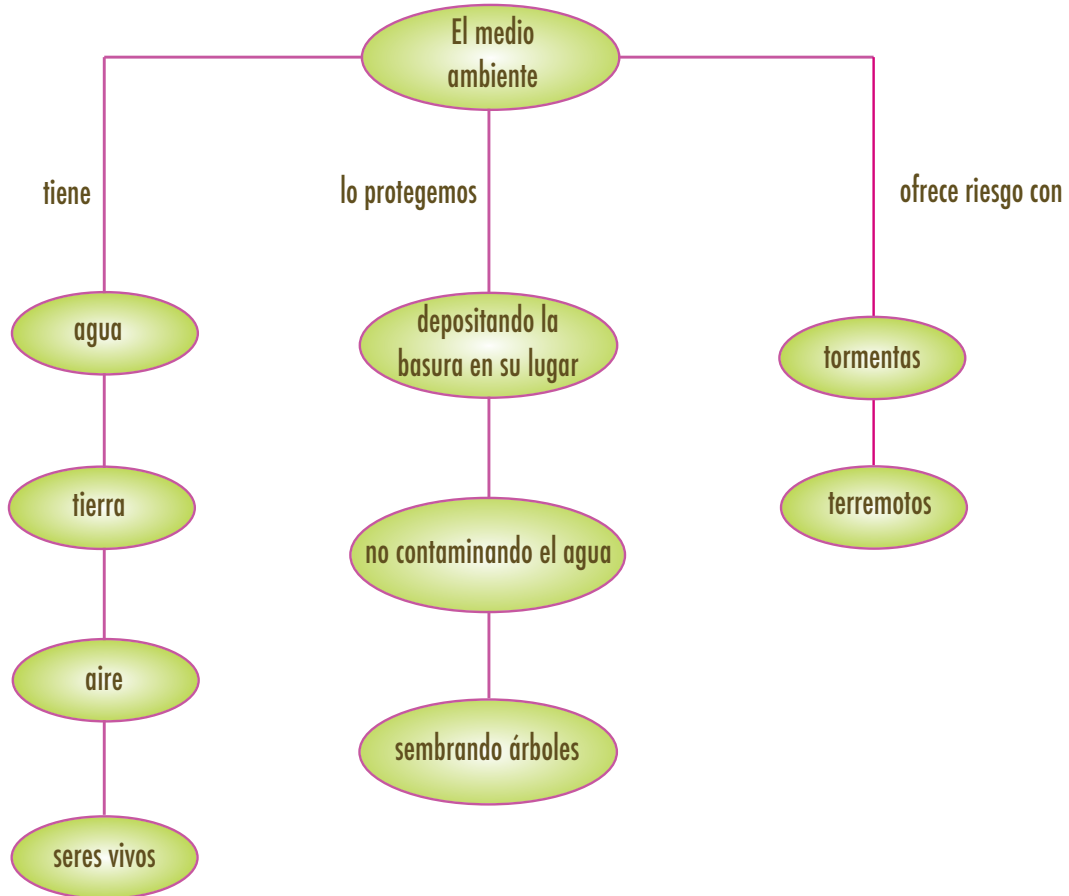 El medio
ambiente
tiene
lo protegemos
ofrece riesgo con
agua
tierra
aire
seres vivos
depositando la
basura en su lugar
no contaminando el agua
sembrando árboles
tormentas
terremotos